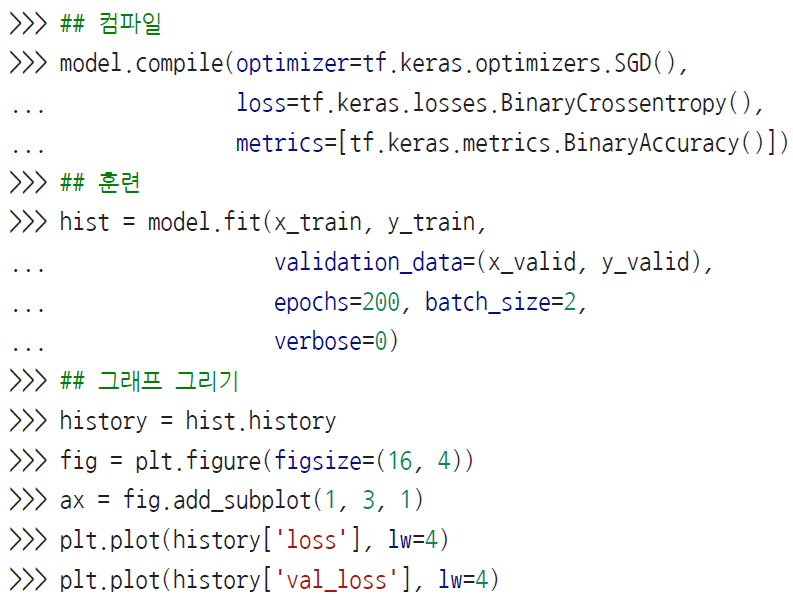 >>> ## 컴파일
>>> model.compile(optimizer=tf.keras.optimizers.SGD(),
...               loss=tf.keras.losses.BinaryCrossentropy(),
...               metrics=[tf.keras.metrics.BinaryAccuracy()])
>>> ## 훈련
>>> hist = model.fit(x_train, y_train,
...                  validation_data=(x_valid, y_valid),
...                  epochs=200, batch_size=2,
...                  verbose=0)
>>> ## 그래프 그리기
>>> history = hist.history
>>> fig = plt.figure(figsize=(16, 4))
>>> ax = fig.add_subplot(1, 3, 1)
>>> plt.plot(history['loss'], lw=4)
>>> plt.plot(history['val_loss'], lw=4)